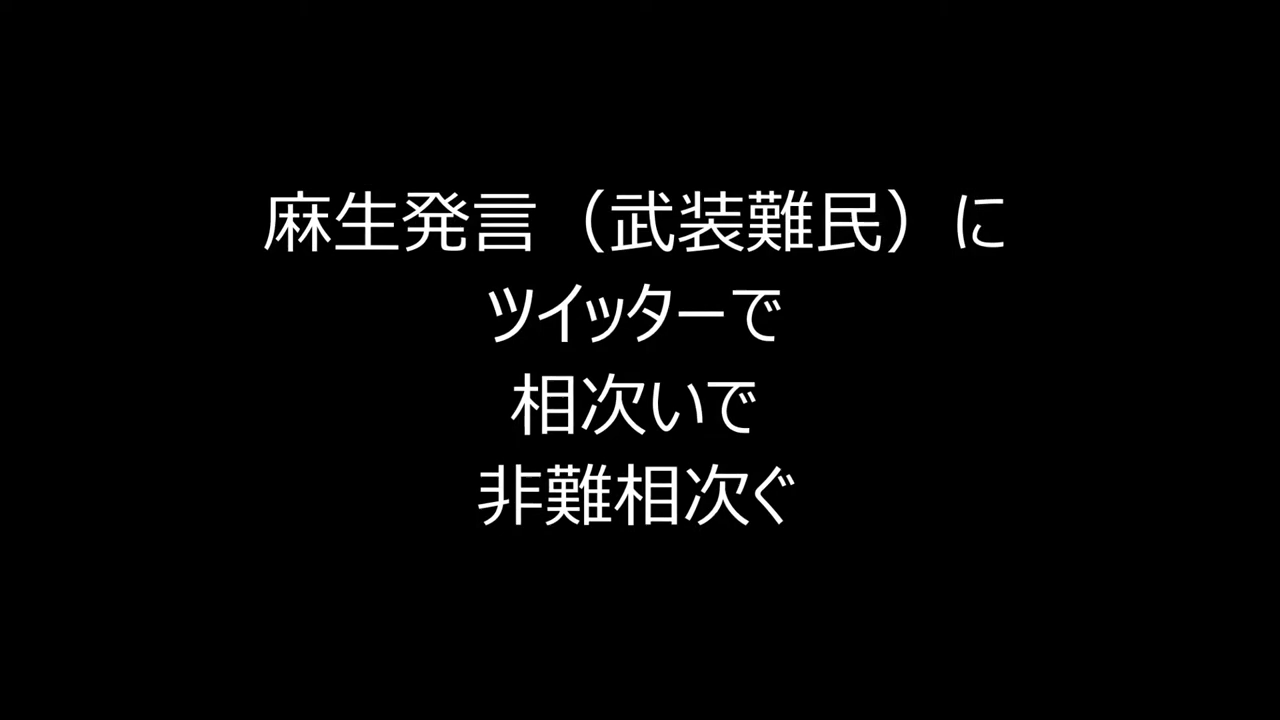 麻生発言（武装難民）に
ツイッターで
相次いで
非難相次ぐ